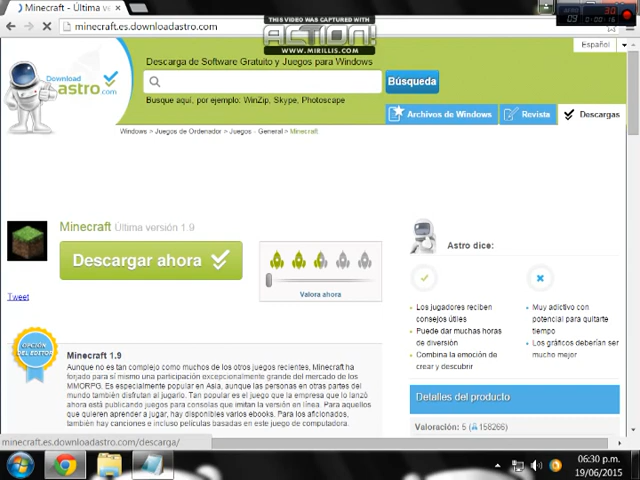 Minecraft - Última ve
THIS VIDEO WAS CAPTURED WITH
ACTION!
WWW.MIRILLIS.COM
minecraft.es.downloadastro.com
Español
Descarga de Software Gratuito y Juegos para Windows
Download
astro.com
Búsqueda
Busque aquí, por ejemplo: WinZip, Skype, Photoscape
Archivos de Windows
Revista
Descargas
Windows > Juegos de Ordenador > Juegos - General > Minecraft
Minecraft Última versión 1.9
Descargar ahora
Valora ahora
Tweet
Astro dice:
Los jugadores reciben
consejos útiles
Puede dar muchas horas
de diversión
Combina la emoción de
crear y descubrir
Muy adictivo con
potencial para quitarte
tiempo
Los gráficos deberían ser
mucho mejor
OPCIÓN
DEL EDITOR
Minecraft 1.9
Aunque no es tan complejo como muchos de los otros juegos recientes, Minecraft ha
forjado para sí mismo una participación excepcionalmente grande del mercado de los
MMORPG. Es especialmente popular en Asia, aunque las personas en otras partes del
mundo también disfrutan al jugarlo. Tan popular es el juego que la empresa que lo lanzó
ahora está publicando juegos para consolas que imitan la versión en línea. Para aquellos
que quieren aprender a jugar, hay disponibles varios ebooks. Para los aficionados,
también hay canciones e incluso películas basadas en este juego de computadora.
Detalles del producto
Valoración: 5 (158266)
minecraft.es.downloadastro.com/descarga/
06:30 p.m.
19/06/2015